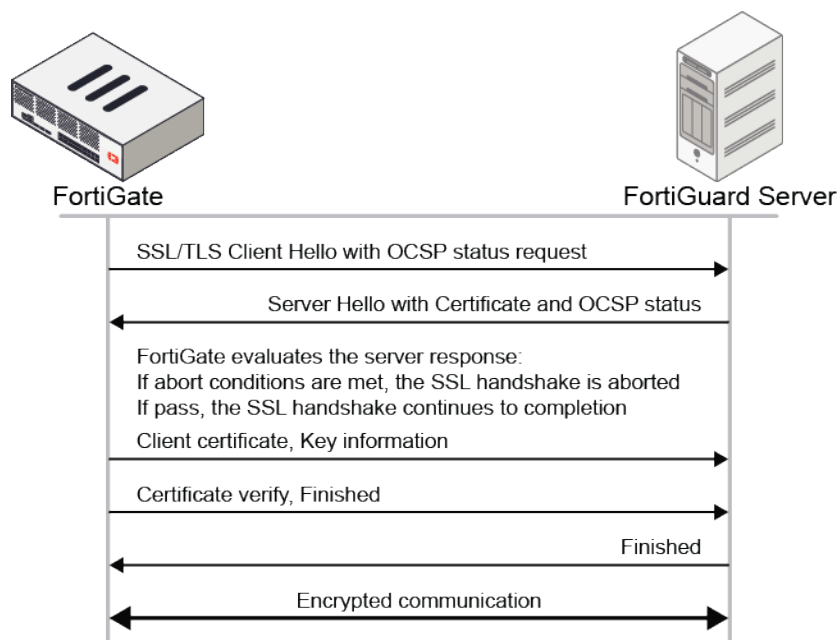 FortiGate
FortiGuard Server
SSL/TLS Client Hello with OCSP status request
Server Hello with Certificate and OCSP status
FortiGate evaluates the server response:
If abort conditions are met, the SSL handshake is aborted
If pass, the SSL handshake continues to completion
Client certificate, Key information
Certificate verify, Finished
Finished
Encrypted communication